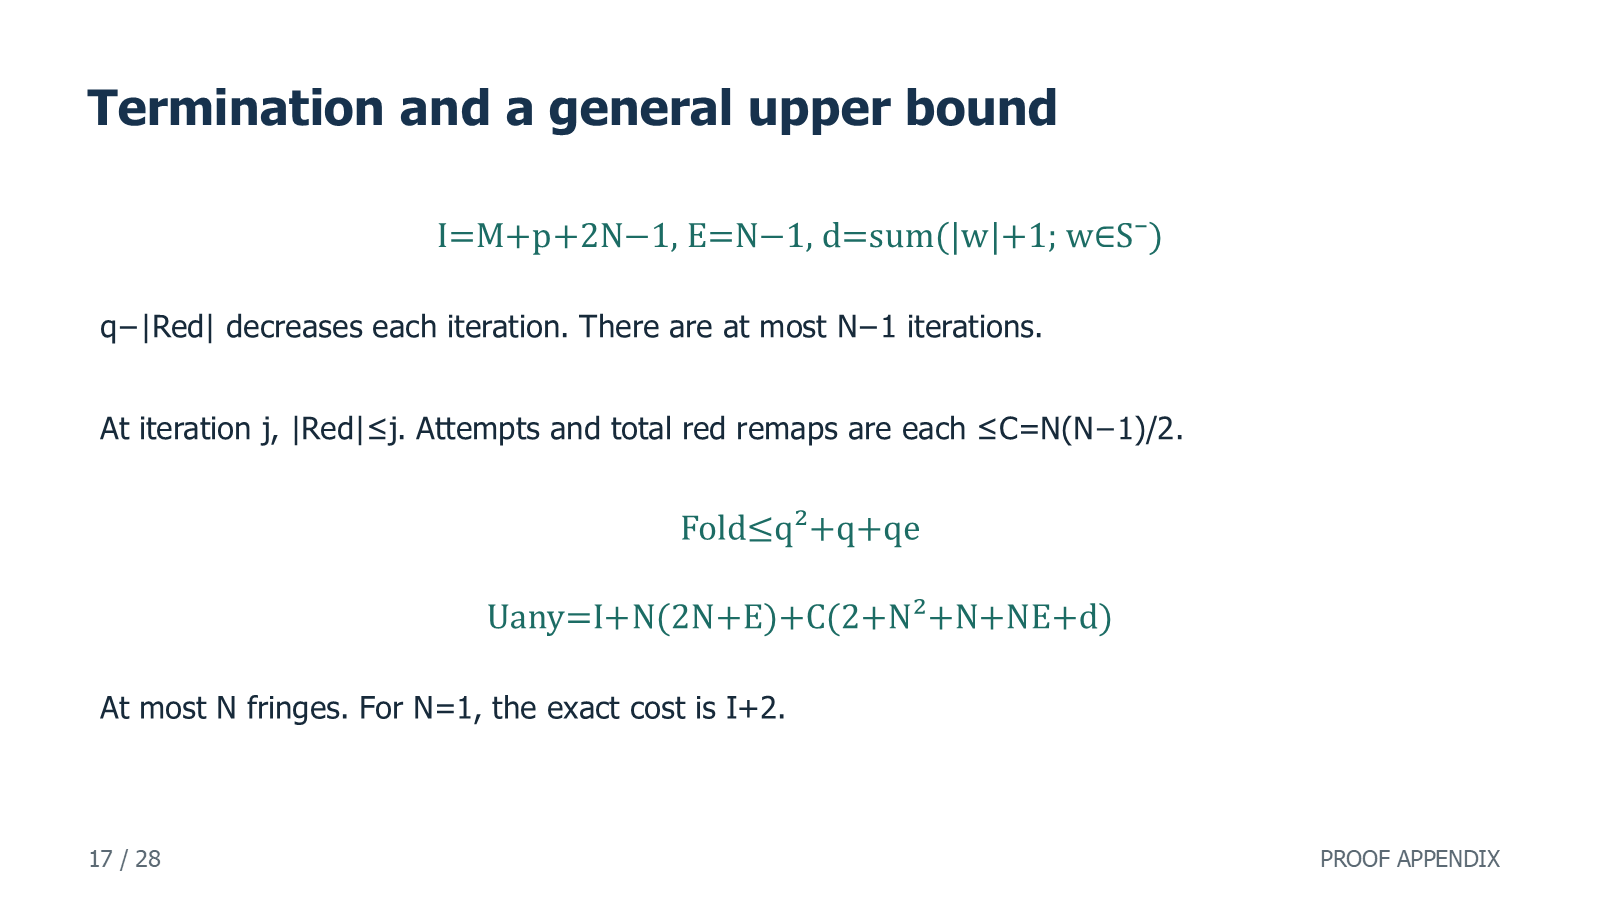 Termination and a general upper bound
I=M+p+2N−1, E=N−1, d=sum(|w|+1; w∈S⁻)
q−|Red| decreases each iteration. There are at most N−1 iterations.
At iteration j, |Red|≤j. Attempts and total red remaps are each ≤C=N(N−1)/2.
Fold≤q²+q+qe
Uany=I+N(2N+E)+C(2+N²+N+NE+d)
At most N fringes. For N=1, the exact cost is I+2.
17 / 28
PROOF APPENDIX